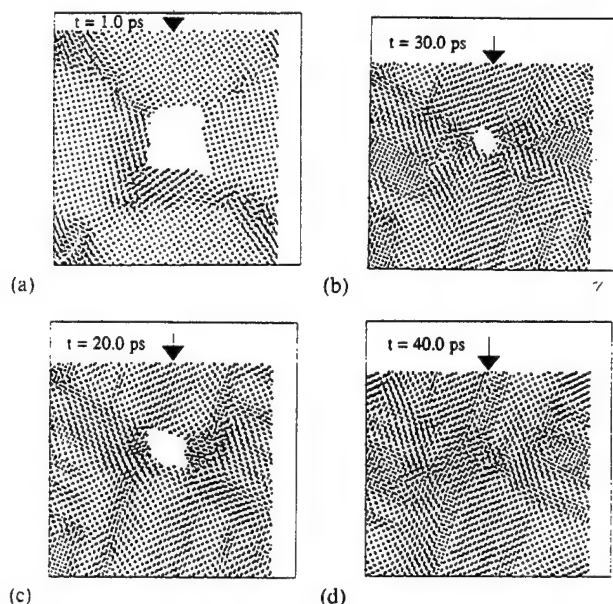 t = 1.0 ps
t = 30.0 ps
(a)
(b)
t = 20.0 ps
t = 40.0 ps
(c)
(d)